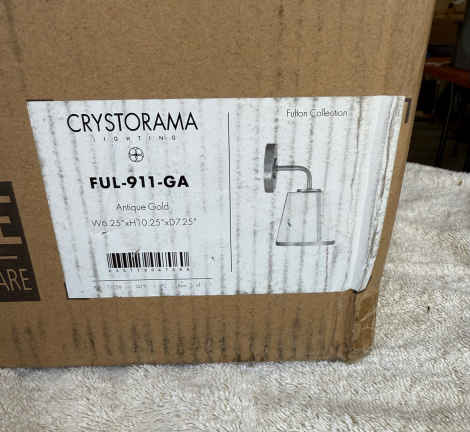 CRYSTORAMA
LIGHTING
FUL-911-GA
Antique Gold
W6.25"xH10.25"xD7.25"
Fulton Collection
E
ARE